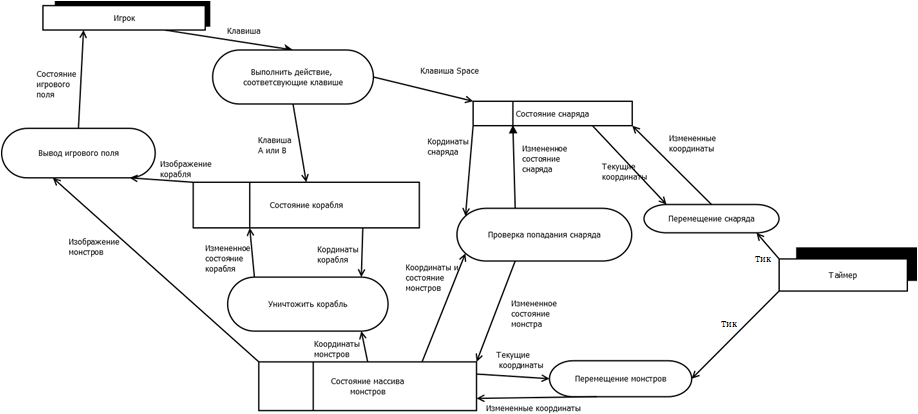 Игрок
Клавиша
Выполнить действие,
соответсвующие клавише
Клавиша Space
Состояние
игрового
поля
Состояние снаряда
Вывод игрового поля
Клавиша
А или В
Изображение
корабля
Кординаты
снаряда
Измененное
состояние
снаряда
Измененные
координаты
Текущие
координаты
Состояние корабля
Перемещение снаряда
Проверка попадания снаряда
Изображение
монстров
Измененное
состояние
корабля
Кординаты
корабля
Тик
Таймер
Координаты и
состояние
монстров
Уничтожить корабль
Измененное
состояние
монстра
Тик
Координаты
монстров
Текущие
координаты
Состояние массива
монстров
Перемещение монстров
Измененные координаты